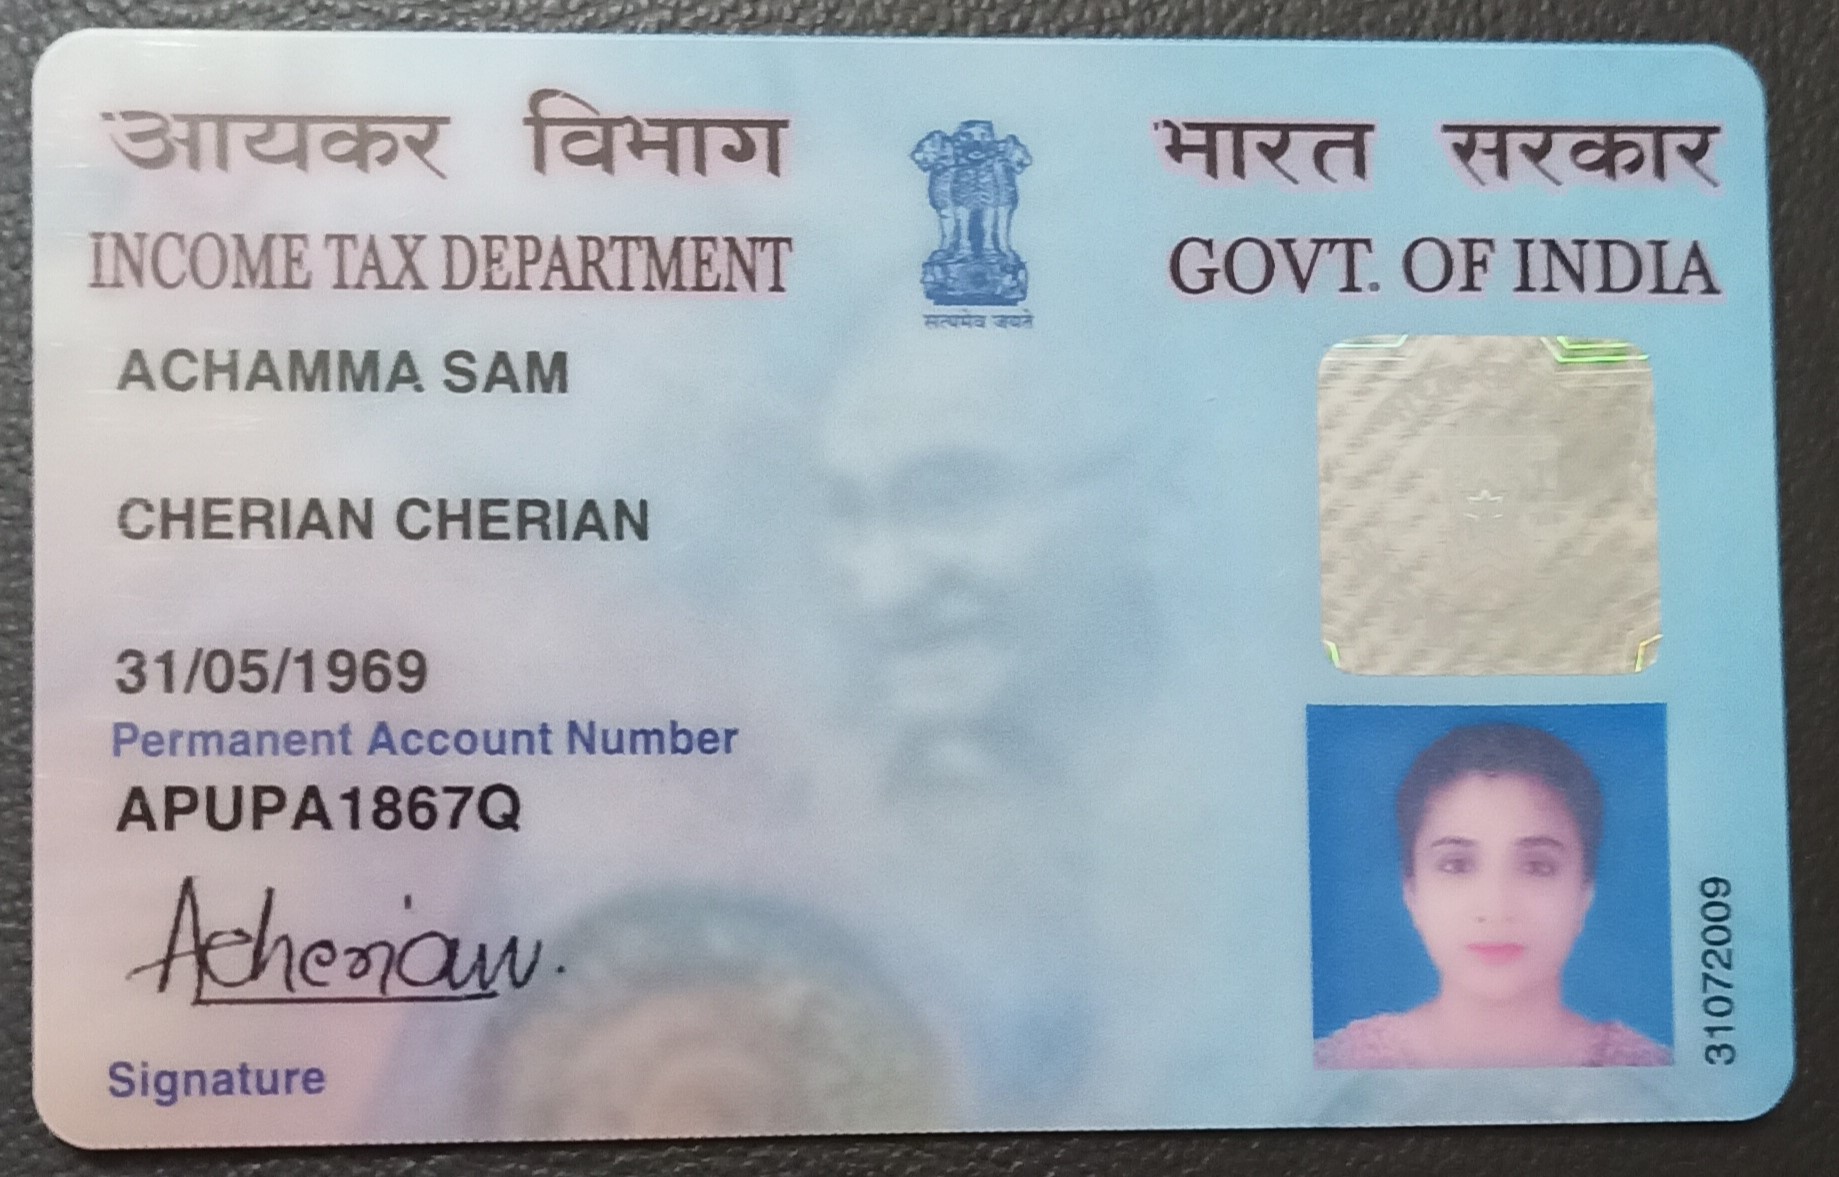 आयकर विभाग
INCOME TAX DEPARTMENT
भारत सरकार
GOVT. OF INDIA
सत्यमेव जयते
ACHAMMA SAM
CHERIAN CHERIAN
31/05/1969
Permanent Account Number
APUPA1867Q
Acherian.
Signature
31072009